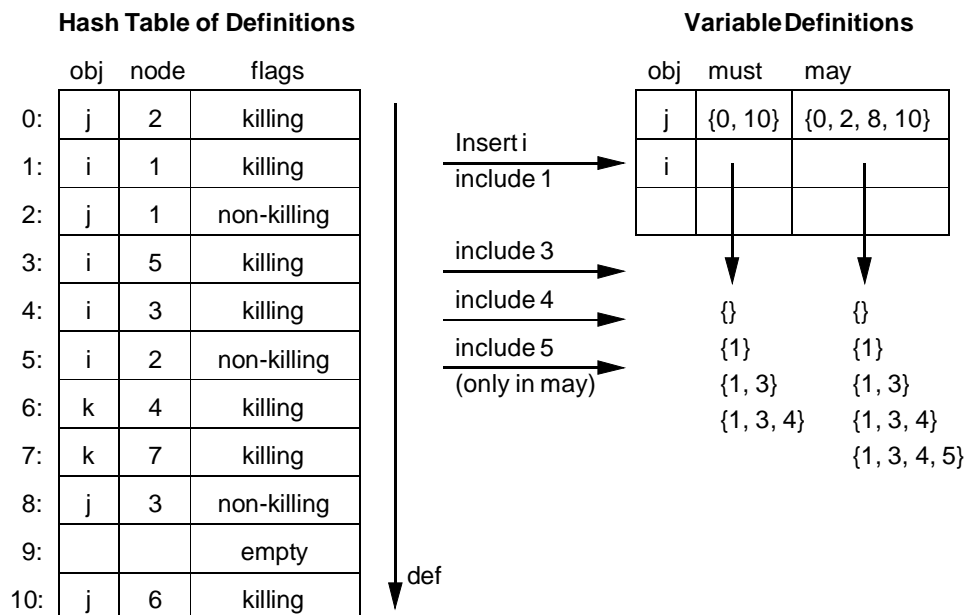 Hash Table of Definitions
obj node flags
0: j 2 killing
1: i 1 killing
2: j 1 non-killing
3: i 5 killing
4: i 3 killing
5: i 2 non-killing
6: k 4 killing
7: k 7 killing
8: j 3 non-killing
9: empty
10: j 6 killing
def
Insert i
include 1
include 3
include 4
include 5
(only in may)
Variable Definitions
obj must may
j {0, 10} {0, 2, 8, 10}
i
{} {}
{1} {1}
{1, 3} {1, 3}
{1, 3, 4} {1, 3, 4}
{1, 3, 4, 5}